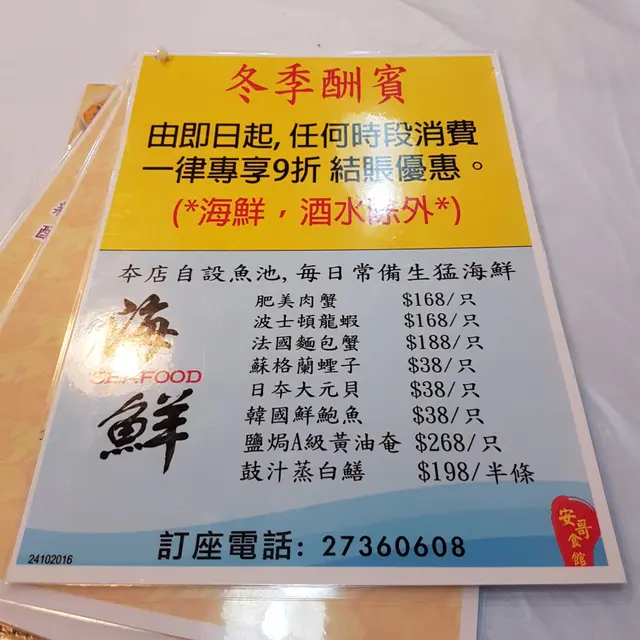 冬季酬賓
由即日起, 任何時段消費
一律專享9折 結賬優惠。
(*海鮮，酒水除外*)
本店自設魚池, 每日常備生猛海鮮
海
SEAFOOD
鮮
肥美肉蟹 $168/只
波士頓龍蝦 $168/只
法國麵包蟹 $188/只
蘇格蘭蟶子 $38/只
日本大元貝 $38/只
韓國鮮鮑魚 $38/只
鹽焗A級黃油奄 $268/只
鼓汁蒸白鱔 $198/半條
訂座電話: 27360608
安哥食館
24102016